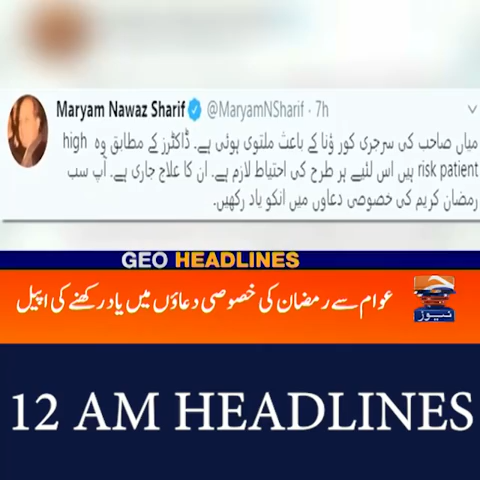 Maryam Nawaz Sharif @MaryamNSharif · 7h
میاں صاحب کی سرجری کور ؤنا کے باعث ملتوی ہوئی ہے۔ ڈاکٹرز کے مطابق وہ high
risk patient ہیں اس لئیے ہر طرح کی احتیاط لازم ہے۔ ان کا علاج جاری ہے۔ آپ سب
رمضان کریم کی خصوصی دعاوں میں انکو یاد رکھیں۔
GEO HEADLINES
عوام سے رمضان کی خصوصی دعاؤں میں یاد رکھنے کی اپیل
نیوز
12 AM HEADLINES